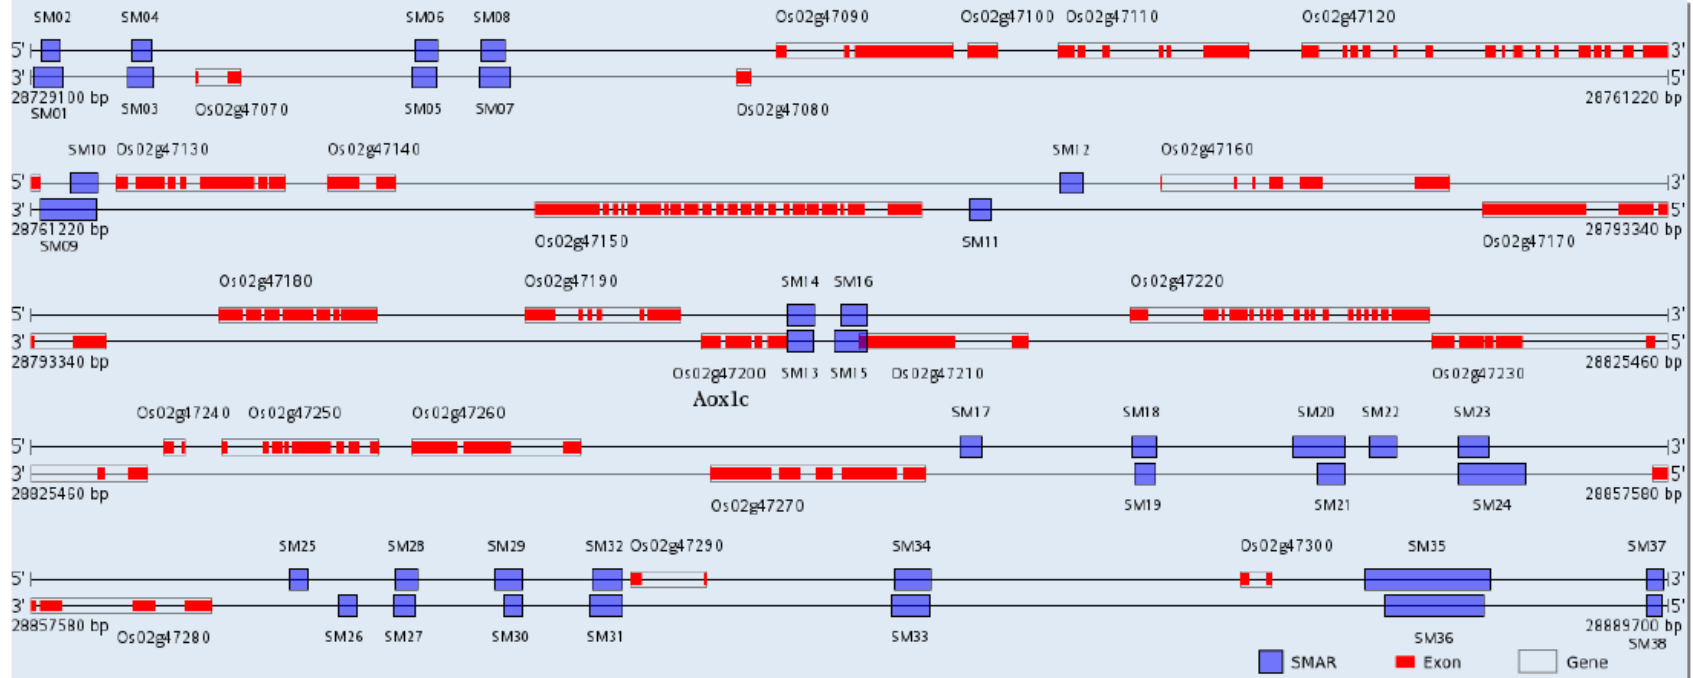 SM02 SM04 SM06 SM08 Os02g47090 Os02g47100 Os02g47110 Os02g47120
5' 3'
3' 5'
28729100 bp 28761220 bp
SM01 SM03 Os02g47070 SM05 SM07 Os02g47080
SM10 Os02g47130 Os02g47140 SM12 Os02g47160
5' 3'
3' 5'
28761220 bp 28793340 bp
SM09 Os02g47150 SM11 Os02g47170
Os02g47180 Os02g47190 SM14 SM16 Os02g47220
5' 3'
3' 5'
28793340 bp 28825460 bp
Os02g47200 SM13 SM15 Os02g47210 Os02g47230
Aox1c
Os02g47240 Os02g47250 Os02g47260 SM17 SM18 SM20 SM22 SM23
5' 3'
3' 5'
28825460 bp 28857580 bp
Os02g47270 SM19 SM21 SM24
SM25 SM28 SM29 SM32 Os02g47290 SM34 Os02g47300 SM35 SM37
5' 3'
3' 5'
28857580 bp 28889700 bp
Os02g47280 SM26 SM27 SM30 SM31 SM33 SM36 SM38
SMAR Exon Gene